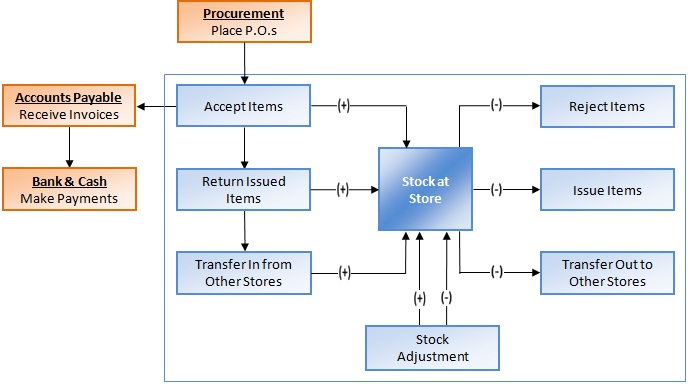 Procurement
Place P.O.s
Accounts Payable
Receive Invoices
Accept Items
(+)
(-)
Reject Items
Bank & Cash
Make Payments
Return Issued
Items
(+)
Stock at
Store
(-)
Issue Items
Transfer In from
Other Stores
(+)
(-)
Transfer Out to
Other Stores
(+)
(-)
Stock
Adjustment